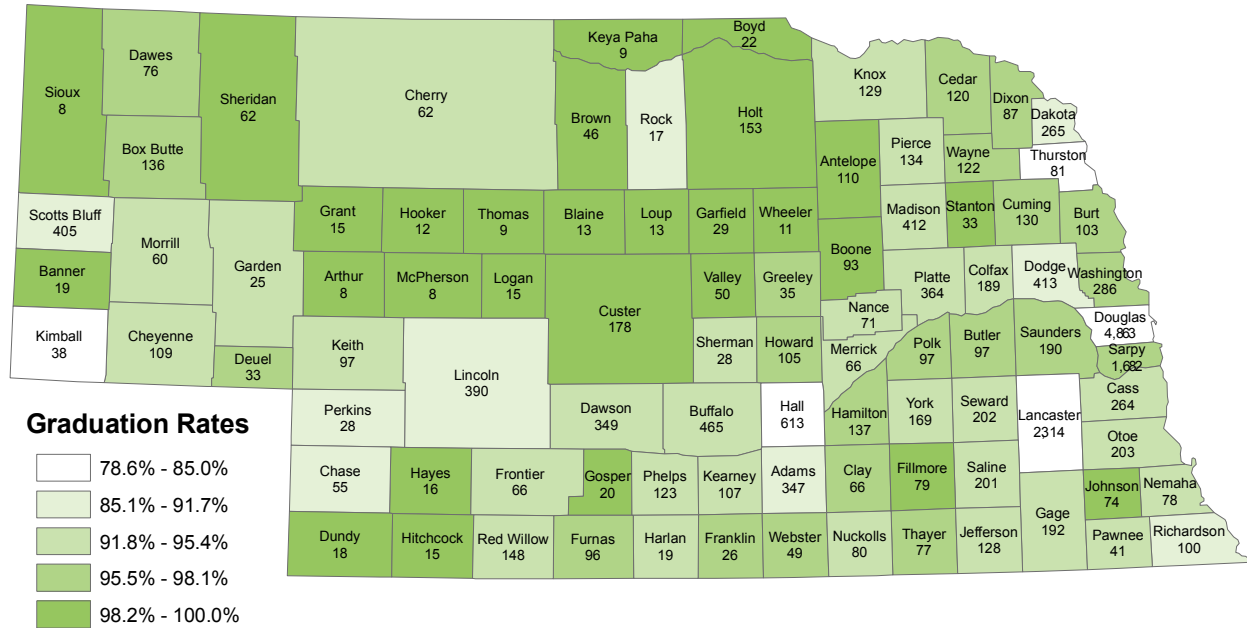 Keya Paha
9
Boyd
22
Dawes
76
Sioux
8
Sheridan
62
Cherry
62
Brown
46
Rock
17
Holt
153
Knox
129
Cedar
120
Dixon
87
Dakota
265
Box Butte
136
Antelope
110
Pierce
134
Wayne
122
Thurston
81
Scotts Bluff
405
Morrill
60
Garden
25
Grant
15
Hooker
12
Thomas
9
Blaine
13
Loup
13
Garfield
29
Wheeler
11
Madison
412
Stanton
33
Cuming
130
Burt
103
Banner
19
Arthur
8
McPherson
8
Logan
15
Custer
178
Valley
50
Greeley
35
Boone
93
Platte
364
Colfax
189
Dodge
413
Washington
286
Kimball
38
Cheyenne
109
Deuel
33
Keith
97
Lincoln
390
Sherman
28
Howard
105
Nance
71
Merrick
66
Polk
97
Butler
97
Saunders
190
Douglas
Sarpy
Perkins
28
Dawson
349
Buffalo
465
Hall
613
Hamilton
137
York
169
Seward
202
Lancaster
2314
Cass
264
Otoe
203
Chase
55
Hayes
16
Frontier
66
Gosper
20
Phelps
123
Kearney
107
Adams
347
Clay
66
Fillmore
79
Saline
201
Gage
192
Johnson
74
Nemaha
78
Dundy
18
Hitchcock
15
Red Willow
148
Furnas
96
Harlan
19
Franklin
26
Webster
49
Nuckolls
80
Thayer
77
Jefferson
128
Pawnee
41
Richardson
100
Graduation Rates
78.6% - 85.0%
85.1% - 91.7%
91.8% - 95.4%
95.5% - 98.1%
98.2% - 100.0%